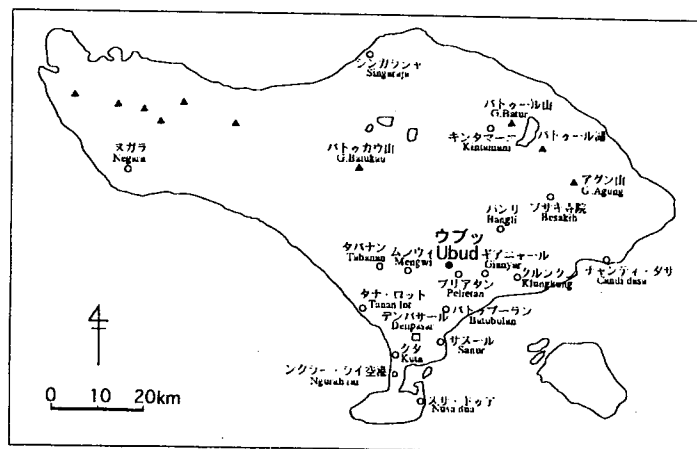 シンガラシャ
Singaraja
バトゥール山
G.Batur
キンタマーニ
Kintamani
バトゥール湖
ヌガラ
Negara
バトゥカウ山
G.Batukau
アグン山
G.Agung
ブサキ寺院
Besakih
バンリ
Bangli
ウブッ
Ubud
タバナン
Tabanan
ムンウィ
Mengwi
ギアニャール
Gianyar
クルンクン
Klungkung
チャンディ・ダサ
Candi dasa
プリアタン
Peliatan
タナ・ロット
Tanah lot
バトゥブーラン
Batubulan
デンパサール
Denpasar
サヌール
Sanur
クタ
Kuta
ングラー・ライ空港
Ngurah rai
ヌサ・ドゥア
Nusa dua
4
0 10 20km